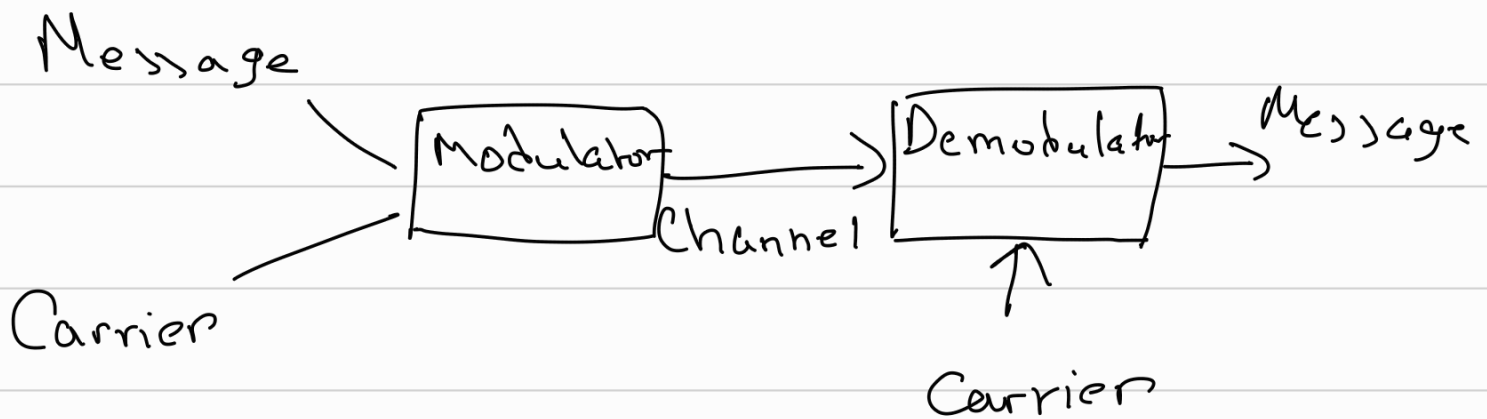 Message
Modulator
Demodulator
Message
Channel
Carrier
Carrier